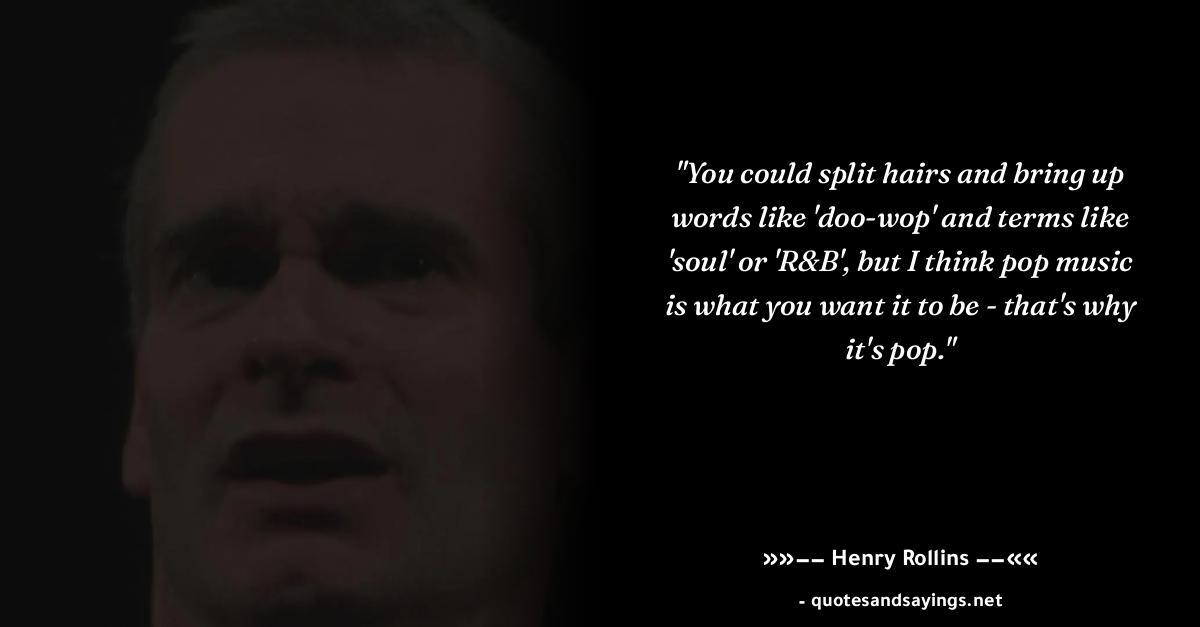 "You could split hairs and bring up
words like 'doo-wop' and terms like
'soul' or 'R&B', but I think pop music
is what you want it to be - that's why
it's pop."
»»−− Henry Rollins −−««
- quotesandsayings.net